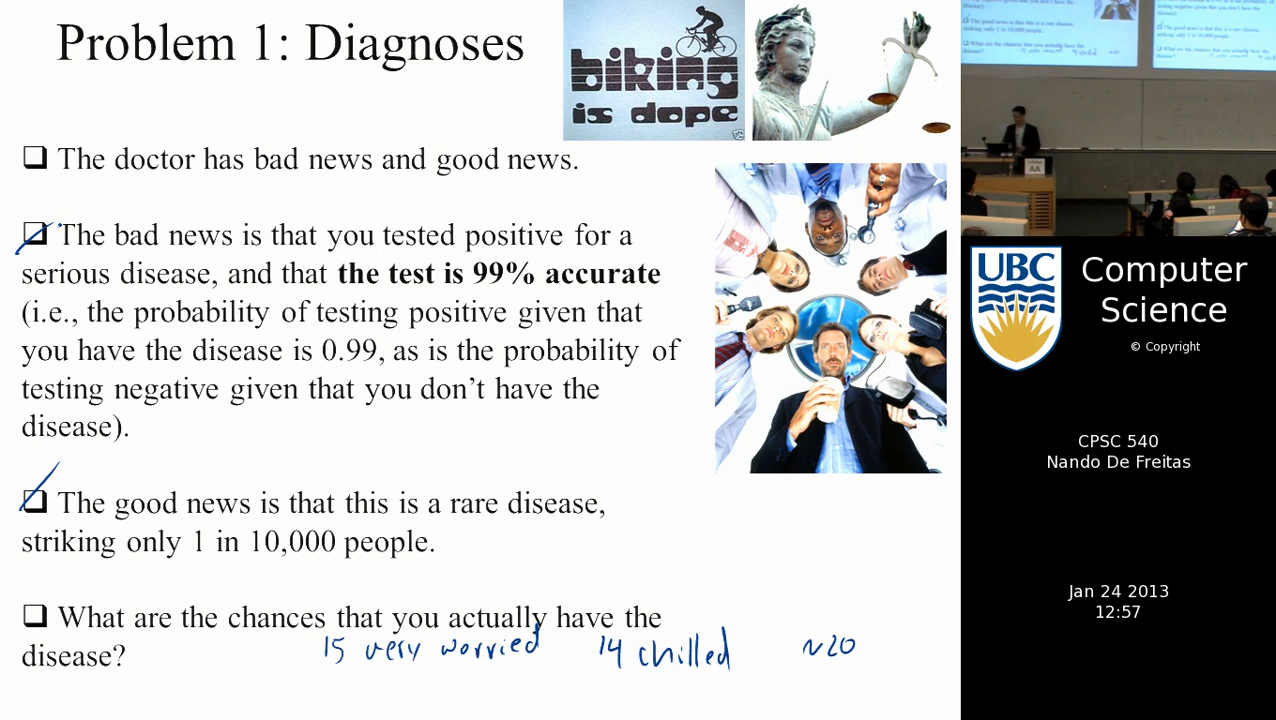 Problem 1: Diagnoses
biking
is dope
❑ The doctor has bad news and good news.
❑ The bad news is that you tested positive for a
serious disease, and that the test is 99% accurate
(i.e., the probability of testing positive given that
you have the disease is 0.99, as is the probability of
testing negative given that you don’t have the
disease).
❑ The good news is that this is a rare disease,
striking only 1 in 10,000 people.
❑ What are the chances that you actually have the
disease?
15 very worried 14 chilled ~20
AA
UBC
Computer
Science
© Copyright
CPSC 540
Nando De Freitas
Jan 24 2013
12:57